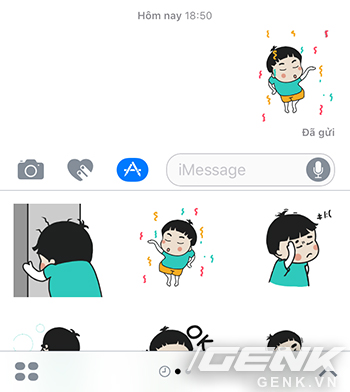 Hôm nay 18:50
Đã gửi
iMessage
OK
GENK
GENK.VN